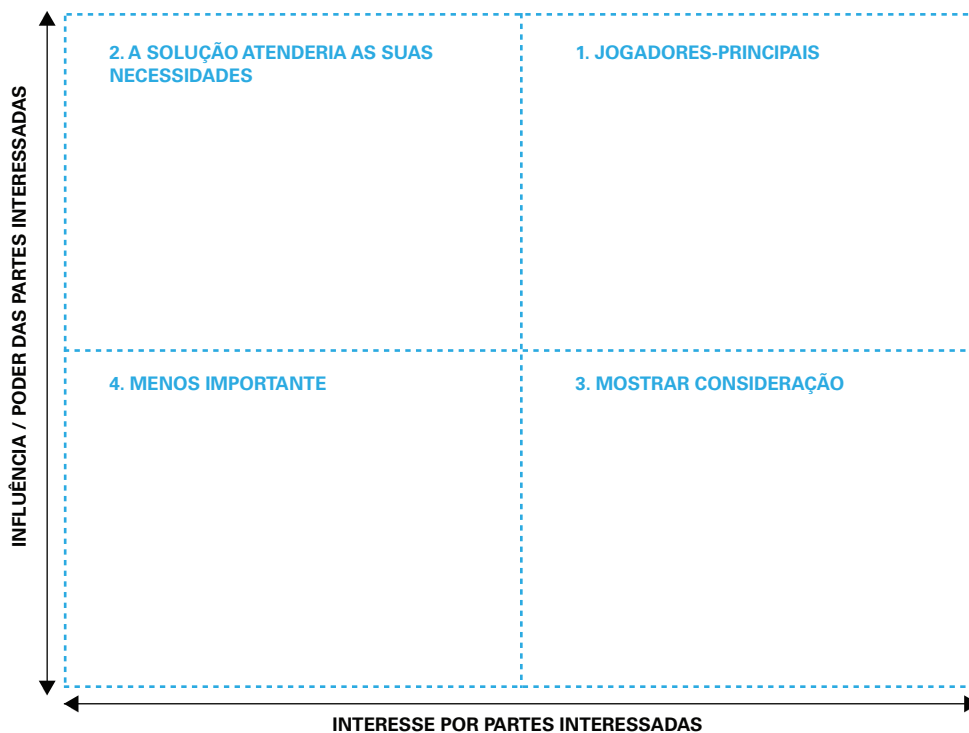 2. A SOLUÇÃO ATENDERIA AS SUAS
NECESSIDADES
1. JOGADORES-PRINCIPAIS
4. MENOS IMPORTANTE
3. MOSTRAR CONSIDERAÇÃO
INFLUÊNCIA / PODER DAS PARTES INTERESSADAS
INTERESSE POR PARTES INTERESSADAS